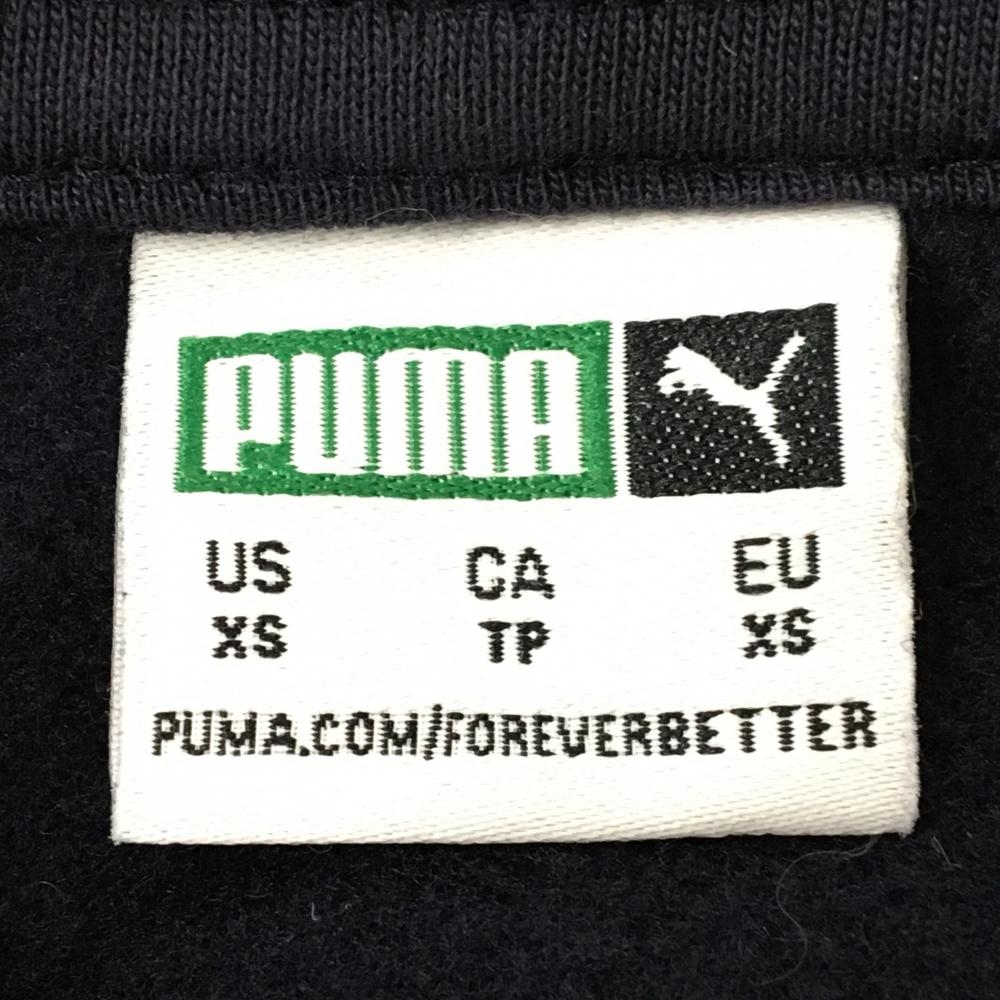 PUMA
US CA EU
XS TP XS
PUMA.COM/FOREVERBETTER